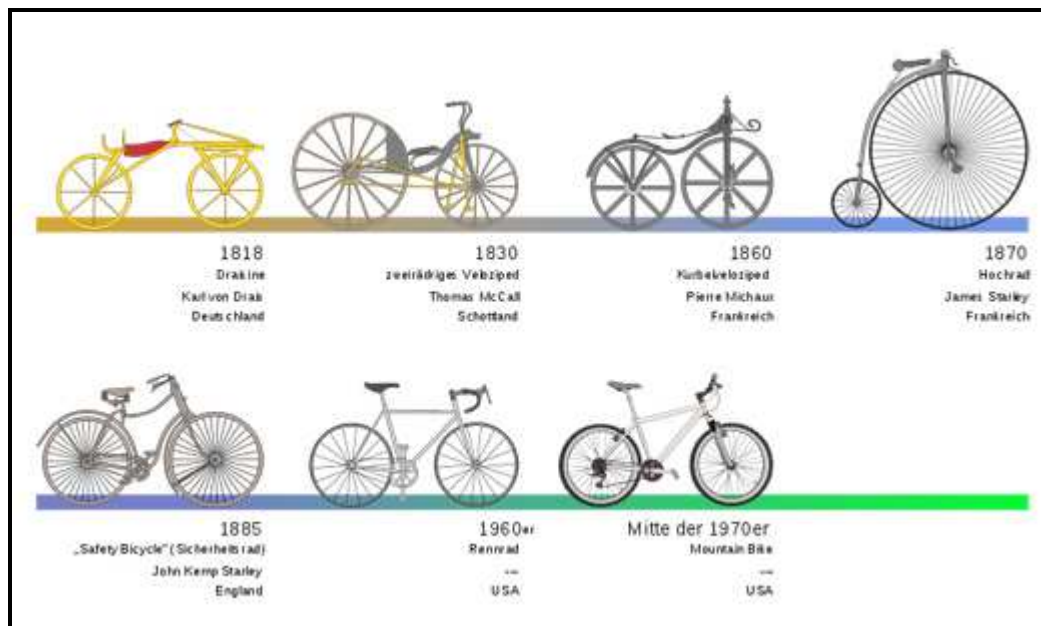 1818
Draisine
Karl von Drais
Deutschland
1830
zweirädriges Veloziped
Thomas McCall
Schottland
1860
Kurbelveloziped
Pierre Michaux
Frankreich
1870
Hochrad
James Starley
Frankreich
1885
„Safety Bicycle“ (Sicherheitsrad)
John Kemp Starley
England
1960er
Rennrad
---
USA
Mitte der 1970er
Mountain Bike
---
USA